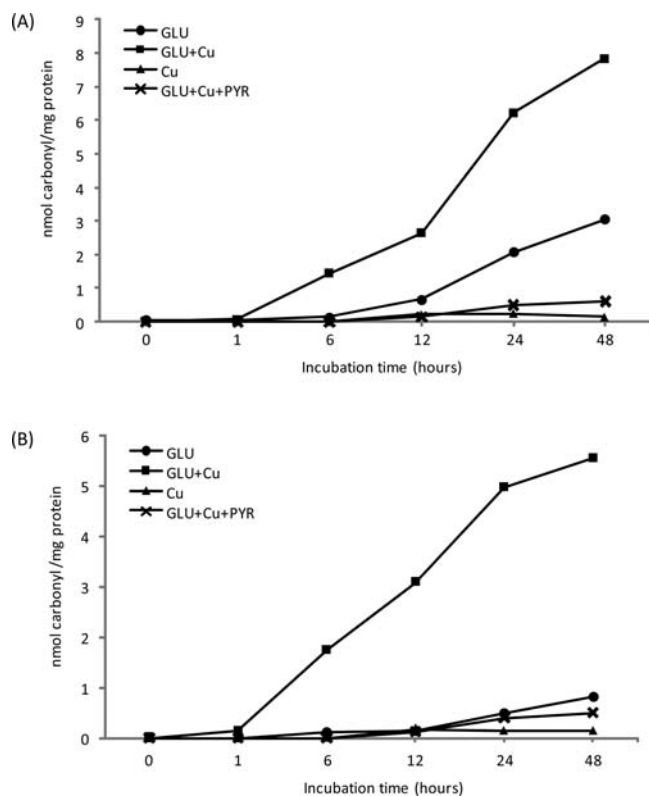 (A)
GLU
GLU+Cu
Cu
GLU+Cu+PYR
nmol carbonyl/mg protein
9
8
7
6
5
4
3
2
1
0
0 1 6 12 24 48
Incubation time (hours)
(B)
GLU
GLU+Cu
Cu
GLU+Cu+PYR
nmol carbonyl /mg protein
6
5
4
3
2
1
0
0 1 6 12 24 48
Incubation time (hours)